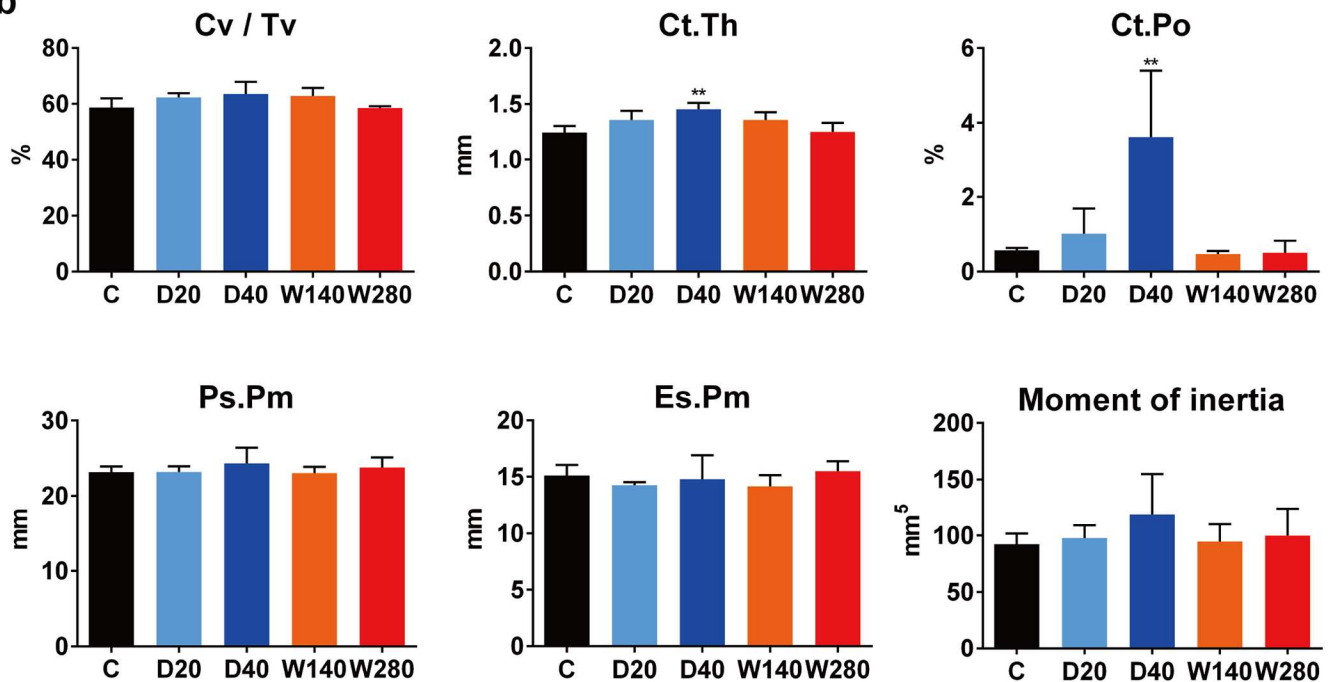 b
Cv / Tv
80
60
40
20
0
%
C D20 D40 W140 W280
Ct.Th
2.0
1.5
1.0
0.5
0.0
mm
**
C D20 D40 W140 W280
Ct.Po
6
4
2
0
%
**
C D20 D40 W140 W280
Ps.Pm
30
20
10
0
mm
C D20 D40 W140 W280
Es.Pm
20
15
10
5
0
mm
C D20 D40 W140 W280
Moment of inertia
200
150
100
50
0
mm⁵
C D20 D40 W140 W280